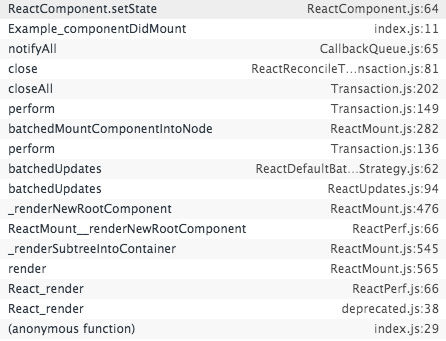 ReactComponent.setState ReactComponent.js:64
Example_componentDidMount index.js:11
notifyAll CallbackQueue.js:65
close ReactReconcileT…nsaction.js:81
closeAll Transaction.js:202
perform Transaction.js:149
batchedMountComponentIntoNode ReactMount.js:282
perform Transaction.js:136
batchedUpdates ReactDefaultBat…Strategy.js:62
batchedUpdates ReactUpdates.js:94
_renderNewRootComponent ReactMount.js:476
ReactMount__renderNewRootComponent ReactPerf.js:66
_renderSubtreeIntoContainer ReactMount.js:545
render ReactMount.js:565
React_render ReactPerf.js:66
React_render deprecated.js:38
(anonymous function) index.js:29